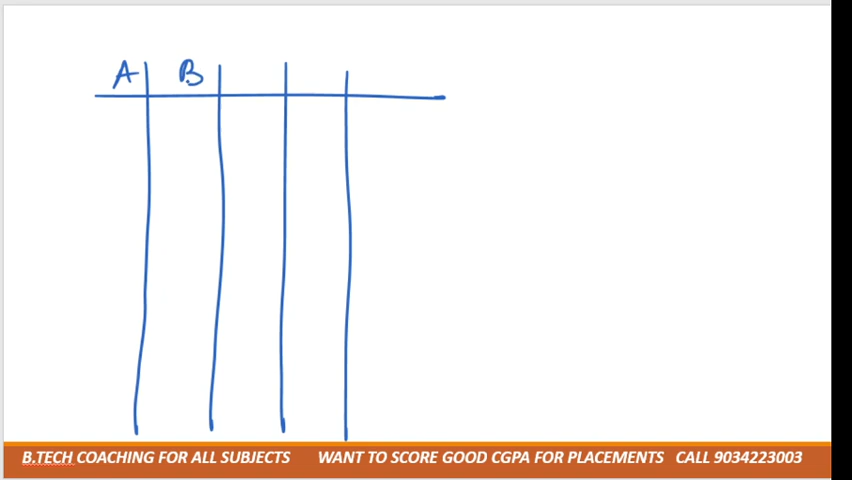 A B
B.TECH COACHING FOR ALL SUBJECTS WANT TO SCORE GOOD CGPA FOR PLACEMENTS CALL 9034223003